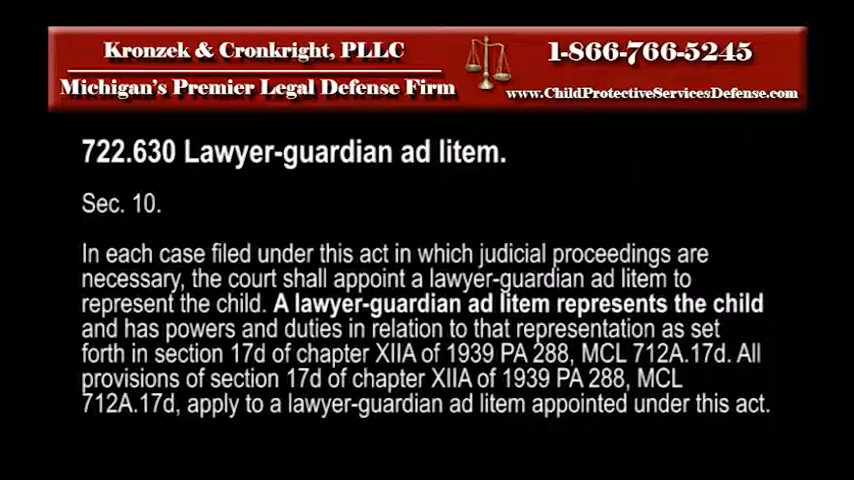 Kronzek & Cronkright, PLLC
Michigan's Premier Legal Defense Firm
1-866-766-5245
www.ChildProtectiveServicesDefense.com
722.630 Lawyer-guardian ad litem.
Sec. 10.
In each case filed under this act in which judicial proceedings are
necessary, the court shall appoint a lawyer-guardian ad litem to
represent the child. A lawyer-guardian ad litem represents the child
and has powers and duties in relation to that representation as set
forth in section 17d of chapter XIIA of 1939 PA 288, MCL 712A.17d. All
provisions of section 17d of chapter XIIA of 1939 PA 288, MCL
712A.17d, apply to a lawyer-guardian ad litem appointed under this act.